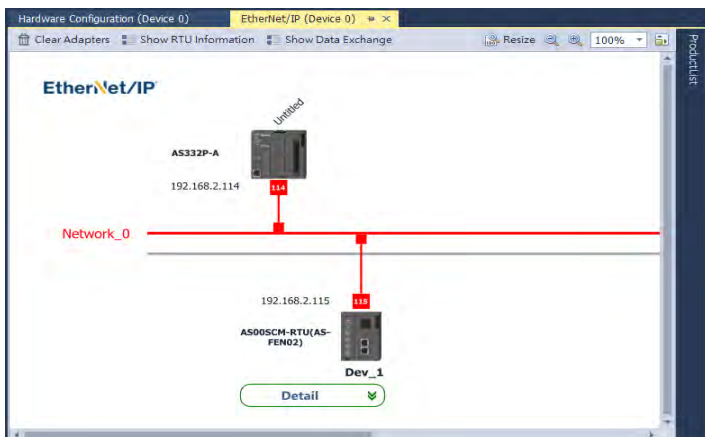 Hardware Configuration (Device 0) EtherNet/IP (Device 0)
Clear Adapters Show RTU Information Show Data Exchange Resize 100%
ProductList
EtherNet/IP
Untitled
AS332P-A
192.168.2.114
114
Network_0
192.168.2.115
115
AS00SCM-RTU(AS-
FEN02)
Dev_1
Detail